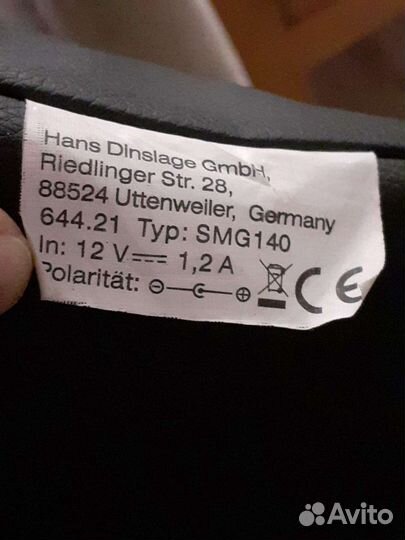 Hans Dinslage GmbH,
Riedlinger Str. 28,
88524 Uttenweiler, Germany
644.21 Typ: SMG140
In: 12 V⎓ 1,2 A
Polarität:
CE
Avito